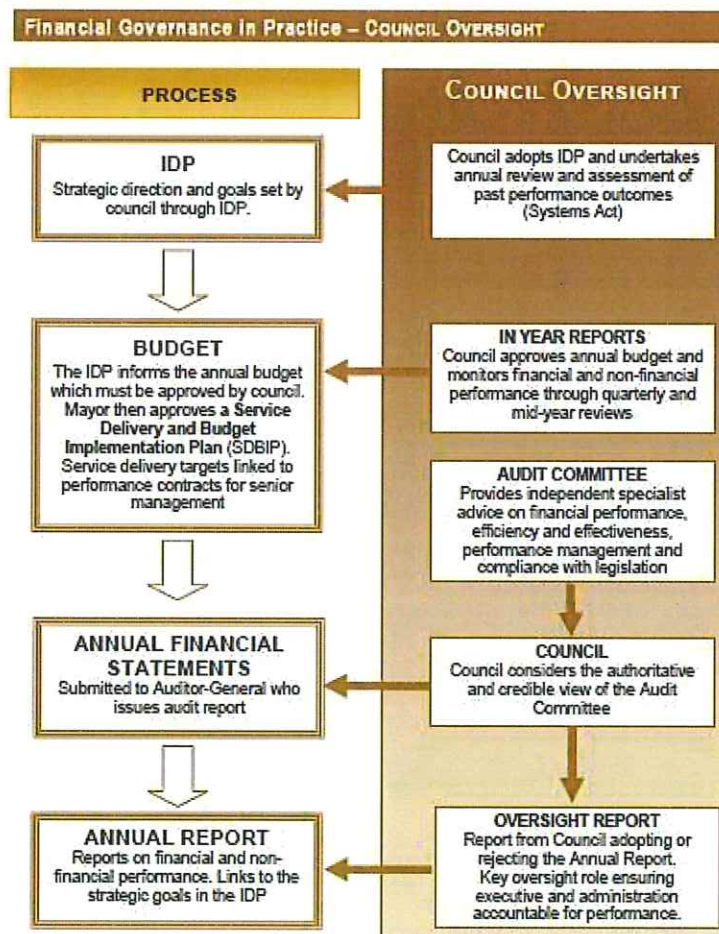 Financial Governance in Practice – COUNCIL OVERSIGHT
PROCESS
IDP
Strategic direction and goals set by
council through IDP.
BUDGET
The IDP informs the annual budget
which must be approved by council.
Mayor then approves a Service
Delivery and Budget
Implementation Plan (SDBIP).
Service delivery targets linked to
performance contracts for senior
management
ANNUAL FINANCIAL
STATEMENTS
Submitted to Auditor-General who
issues audit report
ANNUAL REPORT
Reports on financial and non-
financial performance. Links to the
strategic goals in the IDP
COUNCIL OVERSIGHT
Council adopts IDP and undertakes
annual review and assessment of
past performance outcomes
(Systems Act)
IN YEAR REPORTS
Council approves annual budget and
monitors financial and non-financial
performance through quarterly and
mid-year reviews
AUDIT COMMITTEE
Provides independent specialist
advice on financial performance,
efficiency and effectiveness,
performance management and
compliance with legislation
COUNCIL
Council considers the authoritative
and credible view of the Audit
Committee
OVERSIGHT REPORT
Report from Council adopting or
rejecting the Annual Report.
Key oversight role ensuring
executive and administration
accountable for performance.